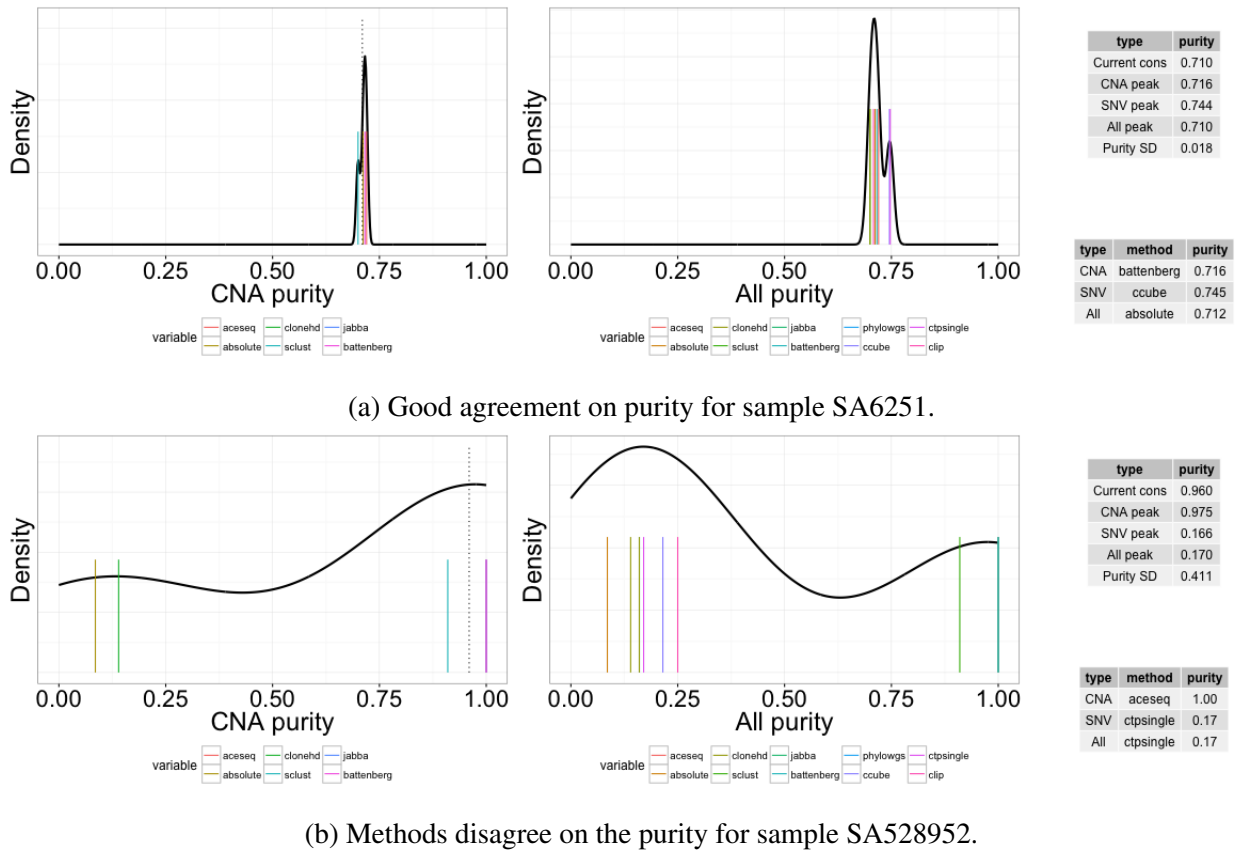 Density
0.00 0.25 0.50 0.75 1.00
CNA purity
variable
aceseq clonehd jabba
absolute sclust battenberg
Density
0.00 0.25 0.50 0.75 1.00
All purity
aceseq clonehd jabba phylowgs ctpsingle
absolute sclust battenberg ccube clip
type purity
Current cons 0.710
CNA peak 0.716
SNV peak 0.744
All peak 0.710
Purity SD 0.018
type method purity
CNA battenberg 0.716
SNV ccube 0.745
All absolute 0.712
(a) Good agreement on purity for sample SA6251.
Density
0.00 0.25 0.50 0.75 1.00
CNA purity
variable
aceseq clonehd jabba
absolute sclust battenberg
Density
0.00 0.25 0.50 0.75 1.00
All purity
variable
aceseq clonehd jabba phylowgs ctpsingle
absolute sclust battenberg ccube clip
type purity
Current cons 0.960
CNA peak 0.975
SNV peak 0.166
All peak 0.170
Purity SD 0.411
type method purity
CNA aceseq 1.00
SNV ctpsingle 0.17
All ctpsingle 0.17
(b) Methods disagree on the purity for sample SA528952.